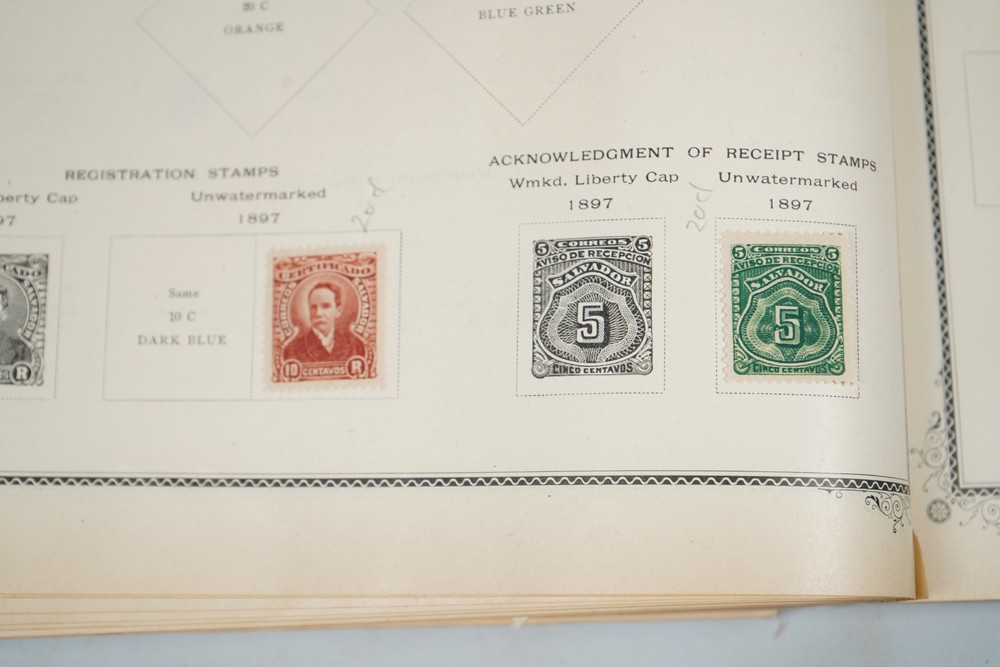 20 C
ORANGE
BLUE GREEN
REGISTRATION STAMPS
berty Cap
97
Unwatermarked
1897
CERTIFICADO
CORREOS
SALVADOR
10 CENTAVOS R
R
Same
10 C
DARK BLUE
ACKNOWLEDGMENT OF RECEIPT STAMPS
Wmkd. Liberty Cap
1897
5 CORREOS 5
AVISO DE RECEPCION
SALVADOR
5
CINCO CENTAVOS
Unwatermarked
1897
5 CORREOS 5
AVISO DE RECEPCION
SALVADOR
5
CINCO CENTAVOS